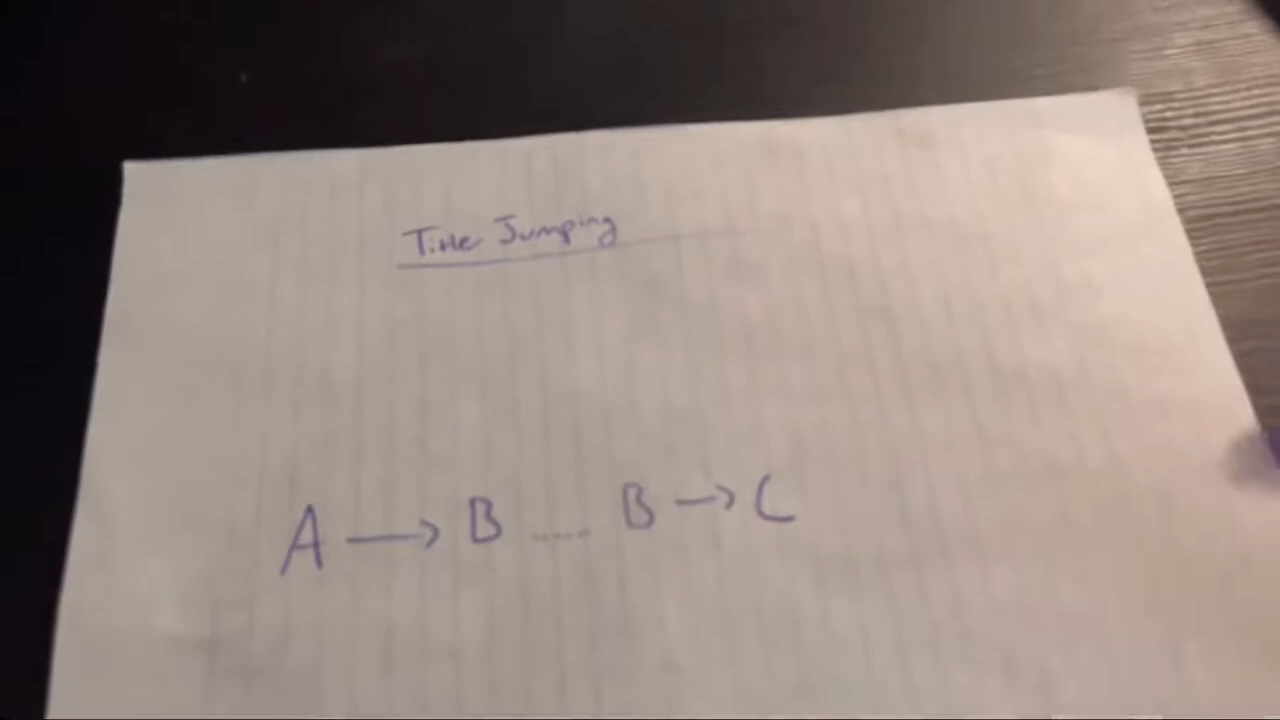 Title Jumping
A → B ..... B → C